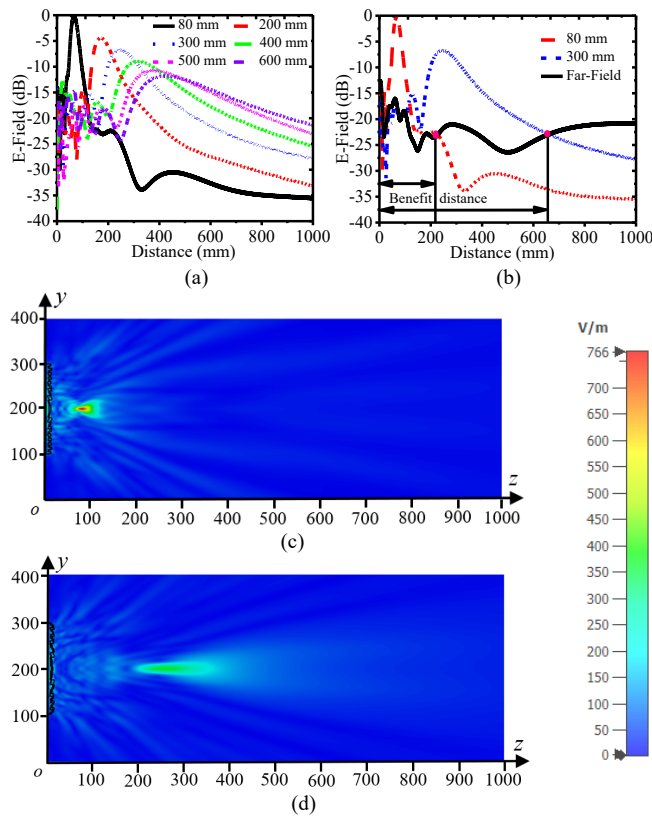 0
-5
-10
-15
-20
-25
-30
-35
-40
E-Field (dB)
80 mm 200 mm
300 mm 400 mm
500 mm 600 mm
0 200 400 600 800 1000
Distance (mm)
(a)
0
-5
-10
-15
-20
-25
-30
-35
-40
E-Field (dB)
80 mm
300 mm
Far-Field
Benefit distance
0 200 400 600 800 1000
Distance (mm)
(b)
y
400
300
200
100
o
100 200 300 400 500 600 700 800 900 1000
z
(c)
y
400
300
200
100
o
100 200 300 400 500 600 700 800 900 1000
z
(d)
V/m
766
700
650
600
550
500
450
400
350
300
250
200
150
100
50
0